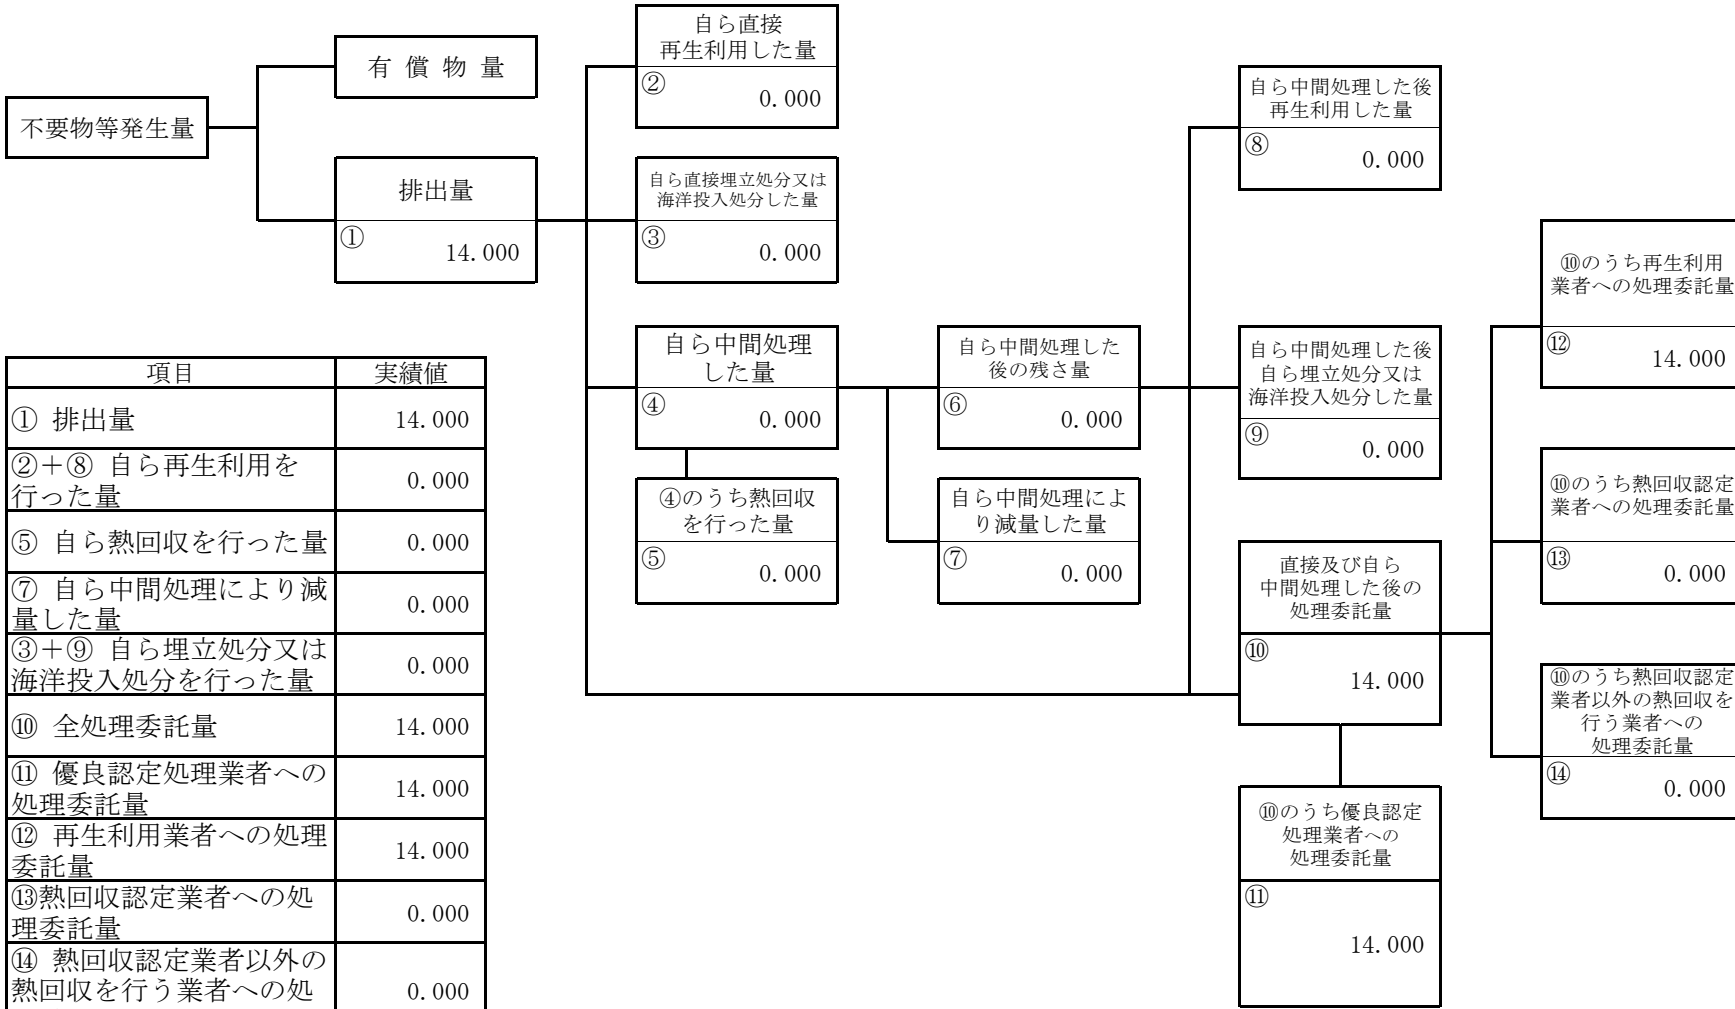 不要物等発生量
有 償 物 量
排出量
①
14.000
自ら直接
再生利用した量
②
0.000
自ら直接埋立処分又は
海洋投入処分した量
③
0.000
自ら中間処理
した量
④
0.000
④のうち熱回収
を行った量
⑤
0.000
自ら中間処理した
後の残さ量
⑥
0.000
自ら中間処理によ
り減量した量
⑦
0.000
自ら中間処理した後
再生利用した量
⑧
0.000
自ら中間処理した後
自ら埋立処分又は
海洋投入処分した量
⑨
0.000
直接及び自ら
中間処理した後の
処理委託量
⑩
14.000
⑩のうち優良認定
処理業者への
処理委託量
⑪
14.000
⑩のうち再生利用
業者への処理委託量
⑫
14.000
⑩のうち熱回収認定
業者への処理委託量
⑬
0.000
⑩のうち熱回収認定
業者以外の熱回収を
行う業者への
処理委託量
⑭
0.000
項目 実績値
① 排出量 14.000
②+⑧ 自ら再生利用を
行った量 0.000
⑤ 自ら熱回収を行った量 0.000
⑦ 自ら中間処理により減
量した量 0.000
③+⑨ 自ら埋立処分又は
海洋投入処分を行った量 0.000
⑩ 全処理委託量 14.000
⑪ 優良認定処理業者への
処理委託量 14.000
⑫ 再生利用業者への処理
委託量 14.000
⑬熱回収認定業者への処
理委託量 0.000
⑭ 熱回収認定業者以外の
熱回収を行う業者への処 0.000